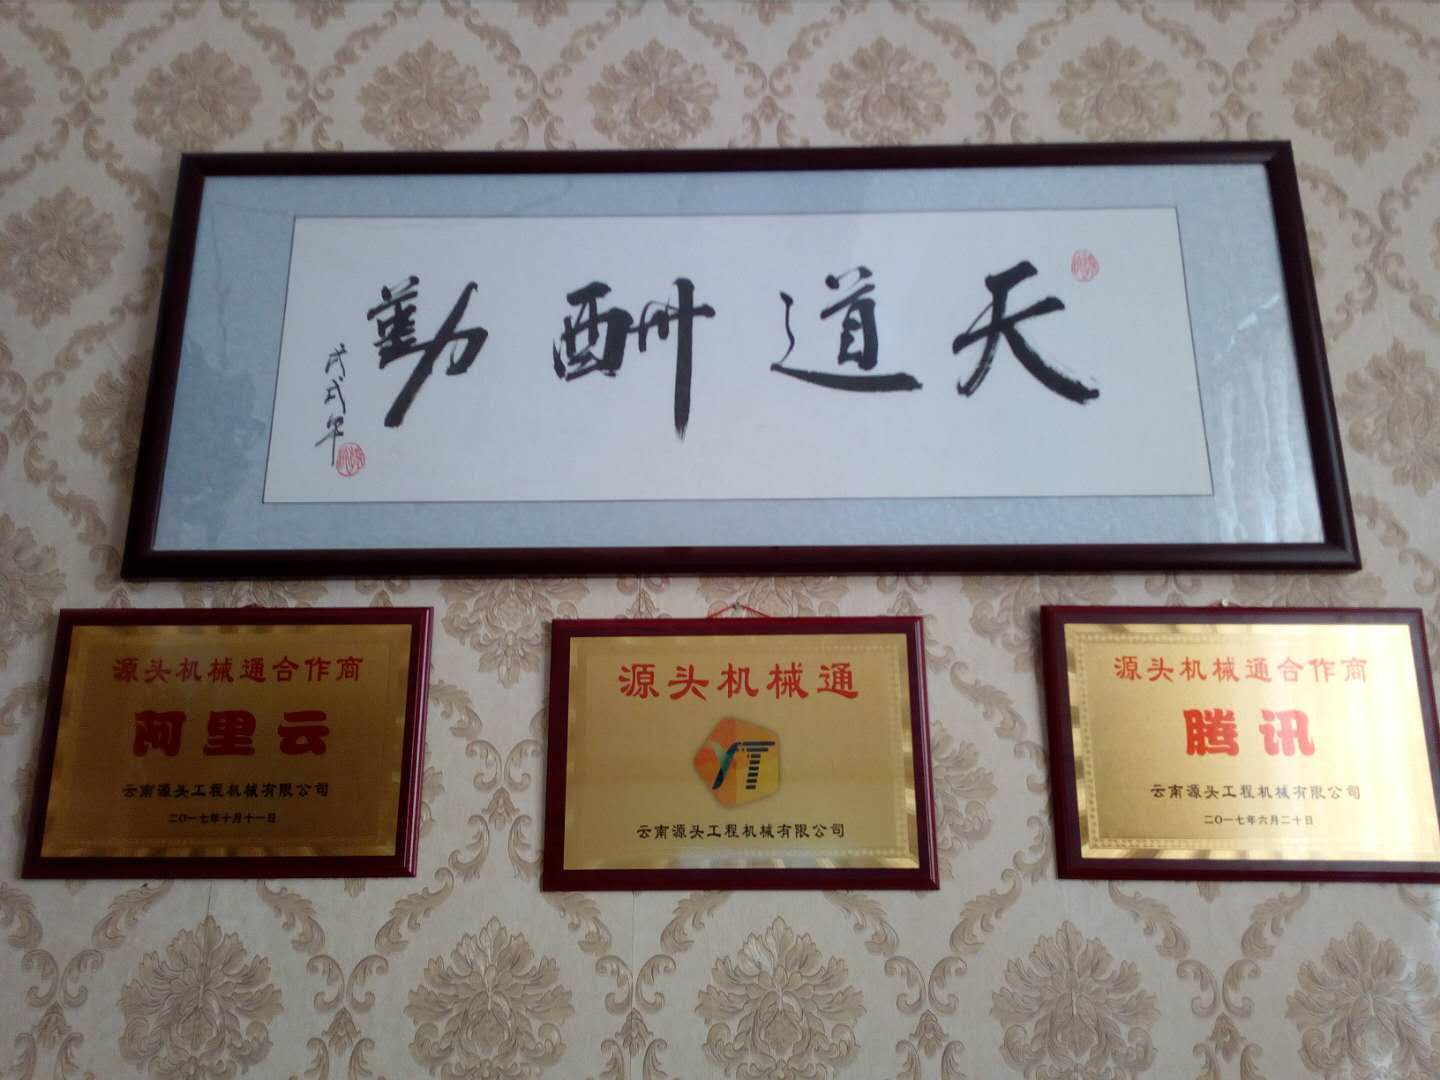 天道酬勤
源头机械通合作商
阿里云
云南源头工程机械有限公司
二〇一七年十月十一日
源头机械通
YT
云南源头工程机械有限公司
源头机械通合作商
腾讯
云南源头工程机械有限公司
二〇一七年六月二十日